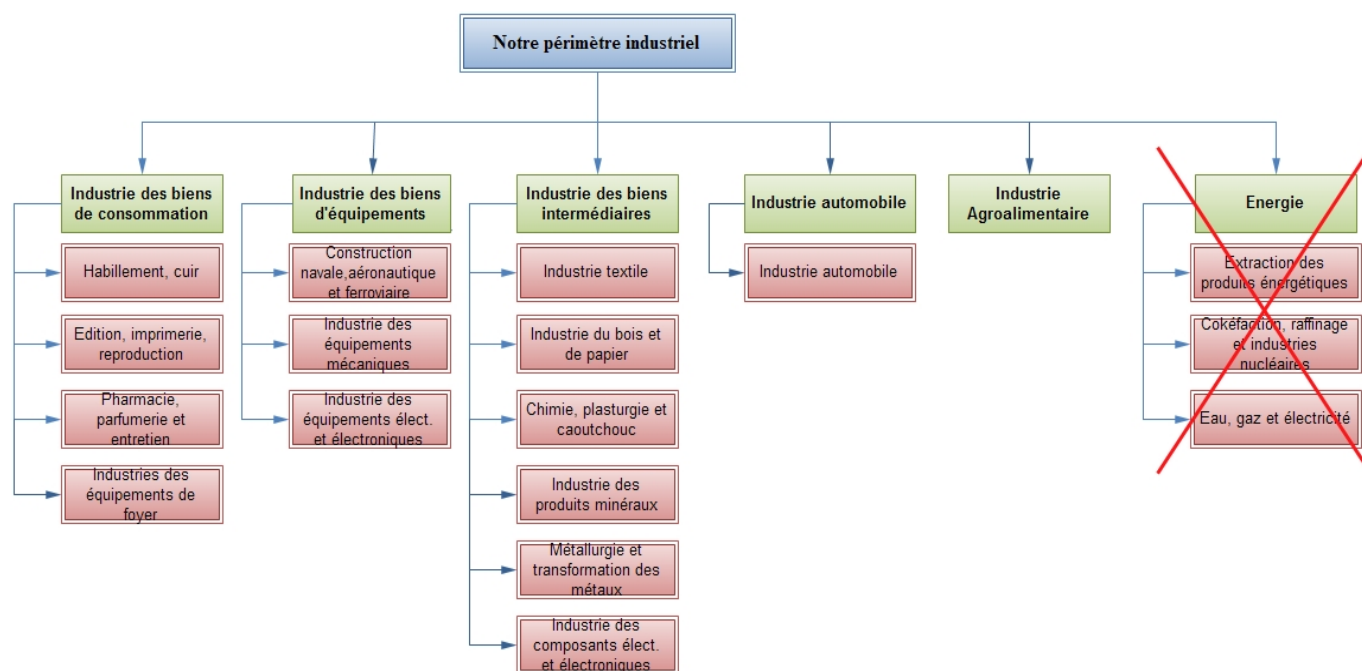 Notre périmètre industriel
Industrie des biens
de consommation
Habillement, cuir
Edition, imprimerie,
reproduction
Pharmacie,
parfumerie et
entretien
Industries des
équipements de
foyer
Industrie des biens
d'équipements
Construction
navale,aéronautique
et ferroviaire
Industrie des
équipements
mécaniques
Industrie des
équipements élect.
et électroniques
Industrie des biens
intermédiaires
Industrie textile
Industrie du bois et
de papier
Chimie, plasturgie et
caoutchouc
Industrie des
produits minéraux
Métallurgie et
transformation des
métaux
Industrie des
composants élect.
et électroniques
Industrie automobile
Industrie automobile
Industrie
Agroalimentaire
Energie
Extraction des
produits énergétiques
Cokéfaction, raffinage
et industries
nucléaires
Eau, gaz et électricité